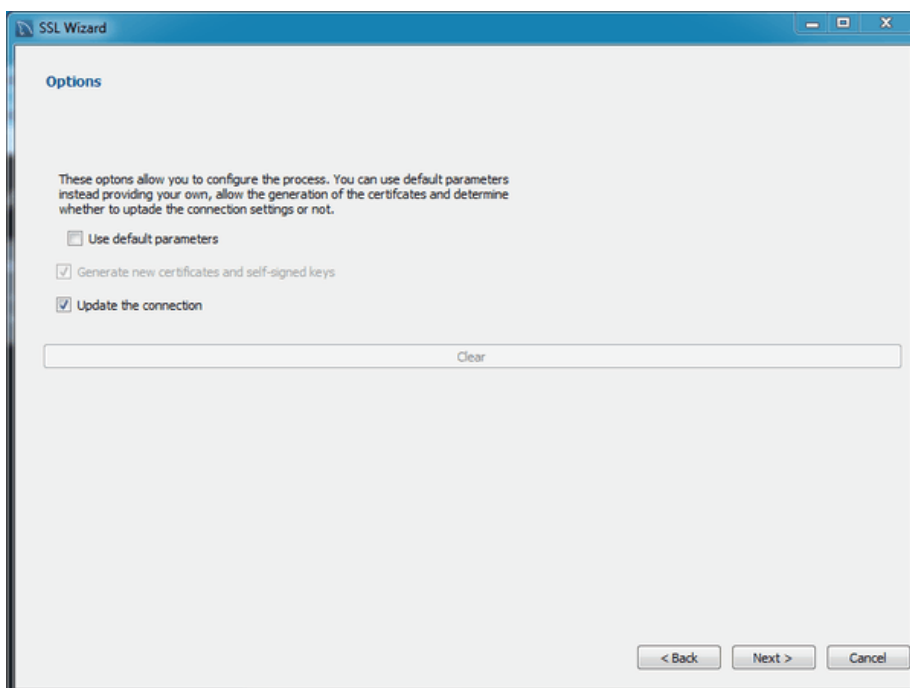 SSL Wizard
Options
These optons allow you to configure the process. You can use default parameters
instead providing your own, allow the generation of the certifcates and determine
whether to uptade the connection settings or not.
Use default parameters
Generate new certificates and self-signed keys
Update the connection
Clear
< Back Next > Cancel